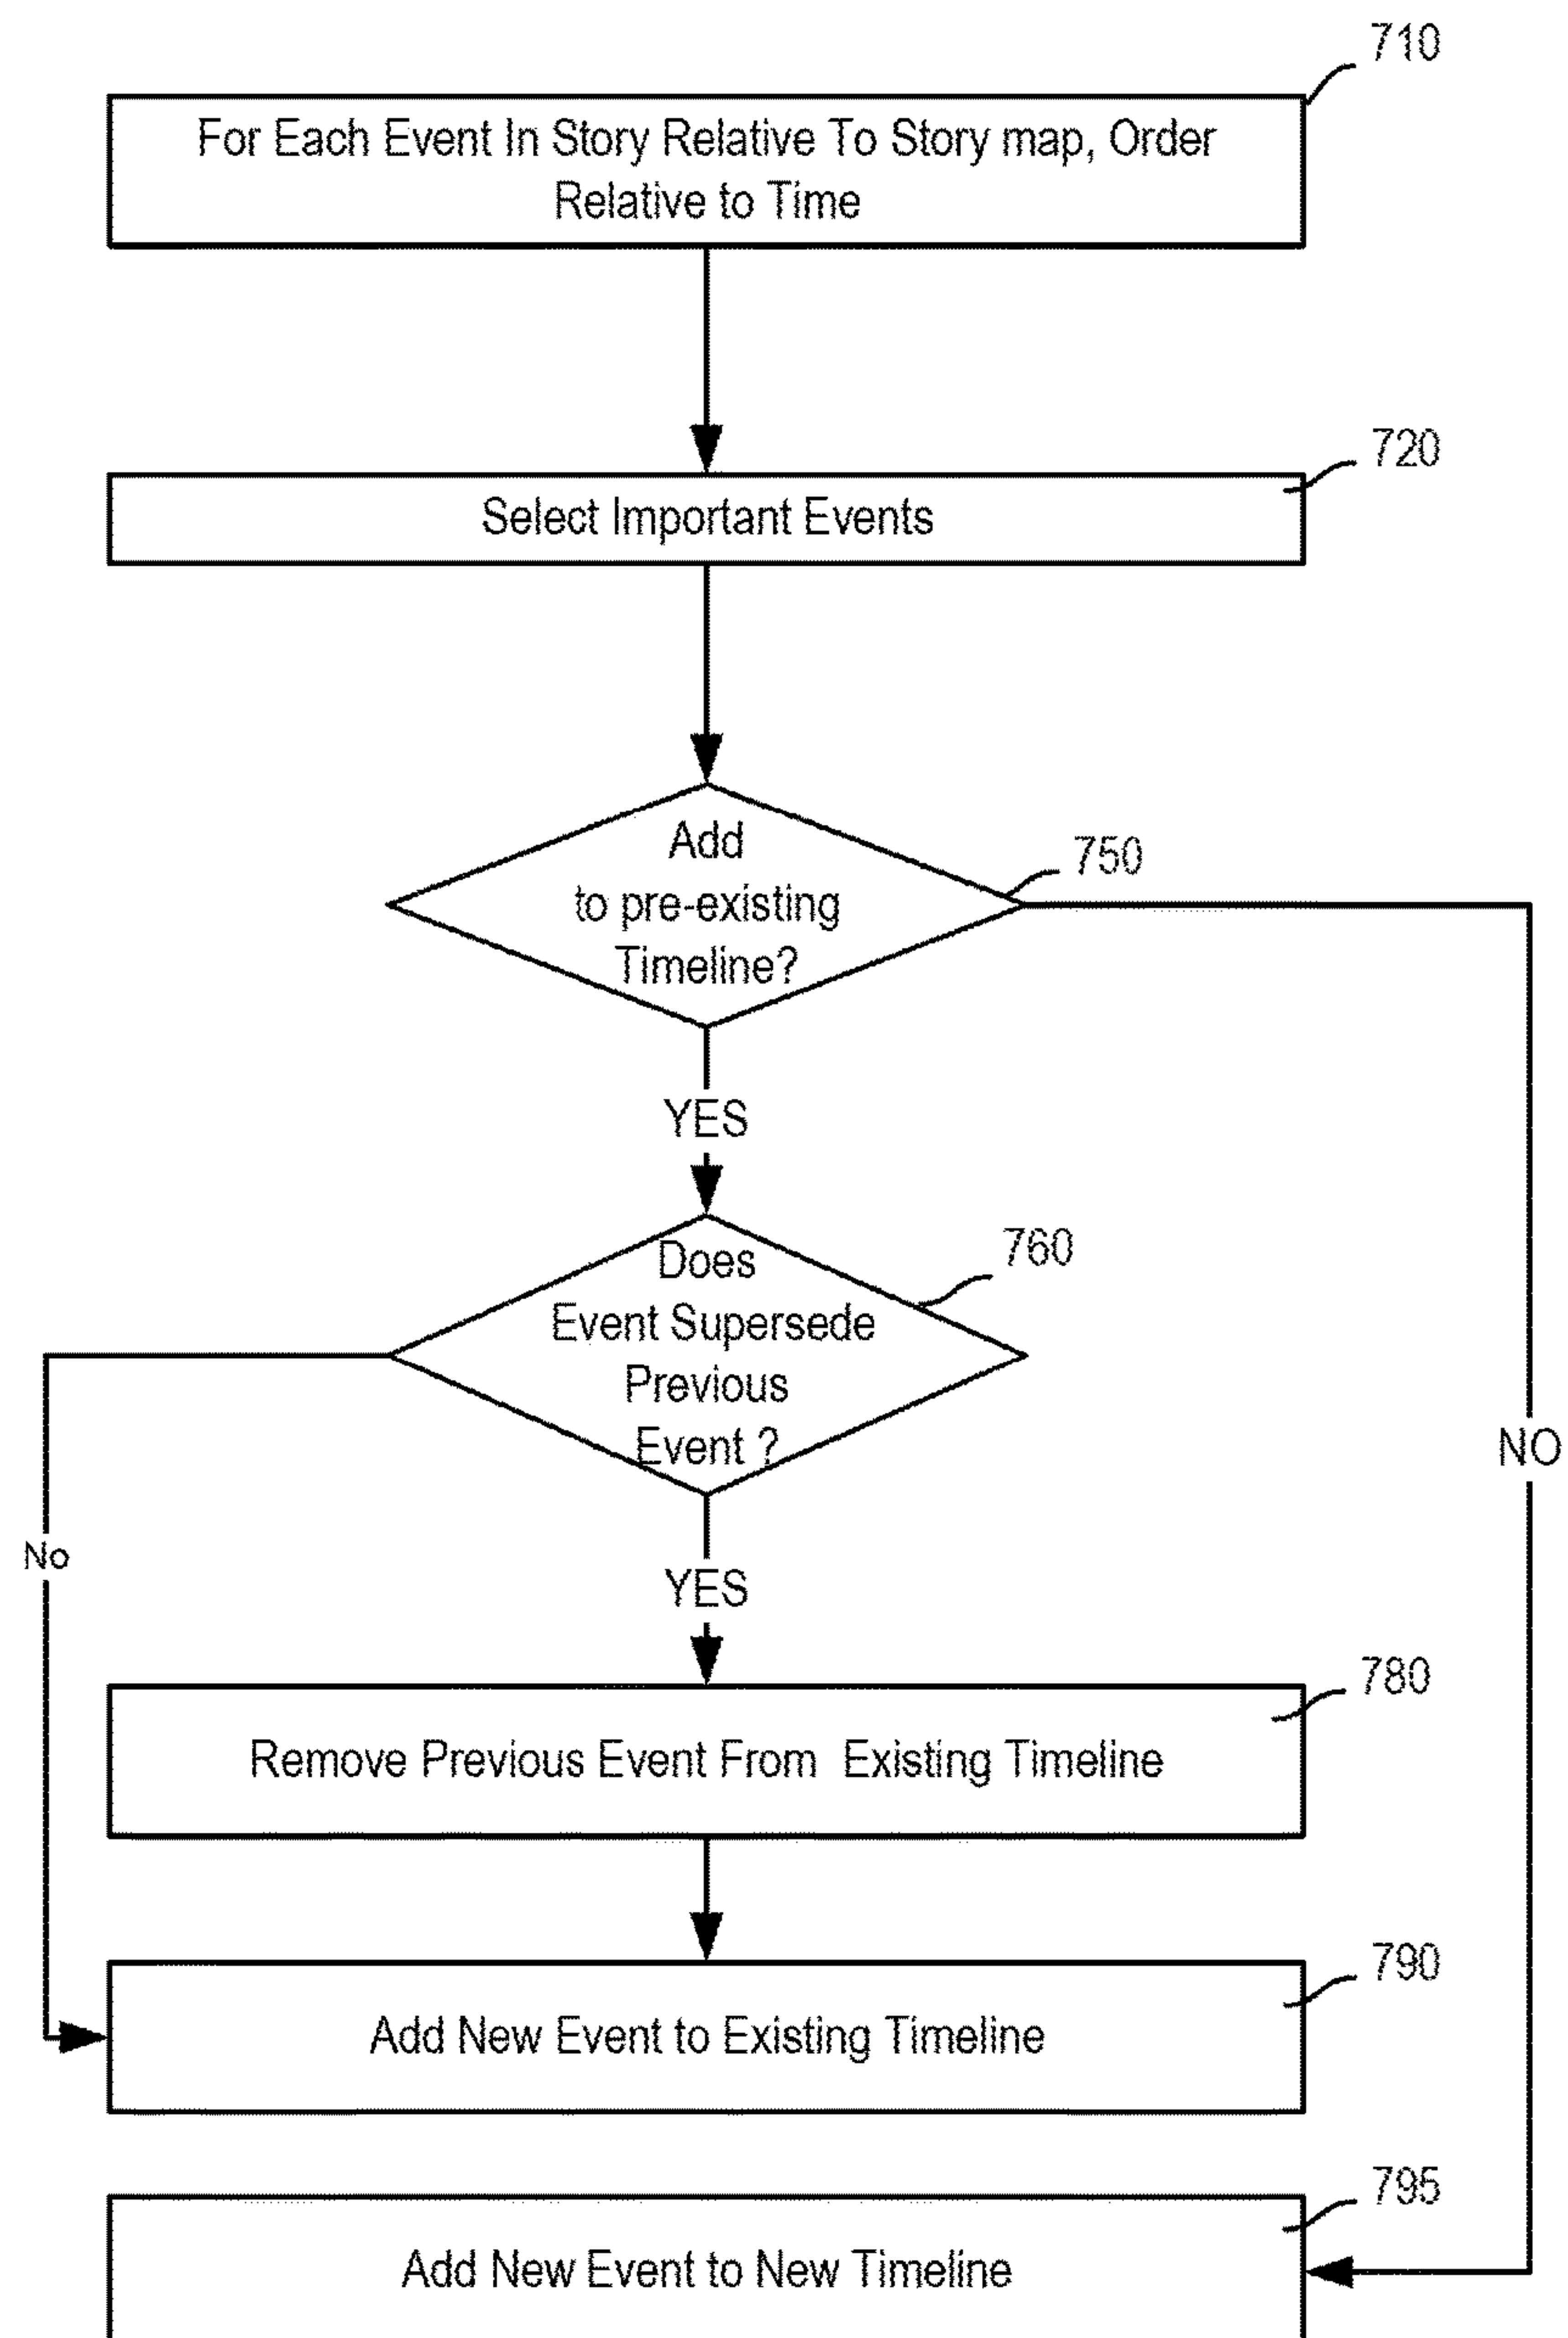 710
For Each Event In Story Relative To Story map, Order
Relative to Time
720
Select Important Events
750
Add
to pre-existing
Timeline?
YES
760
Does
Event Supersede
Previous
Event ?
NO
No
YES
780
Remove Previous Event From Existing Timeline
790
Add New Event to Existing Timeline
795
Add New Event to New Timeline